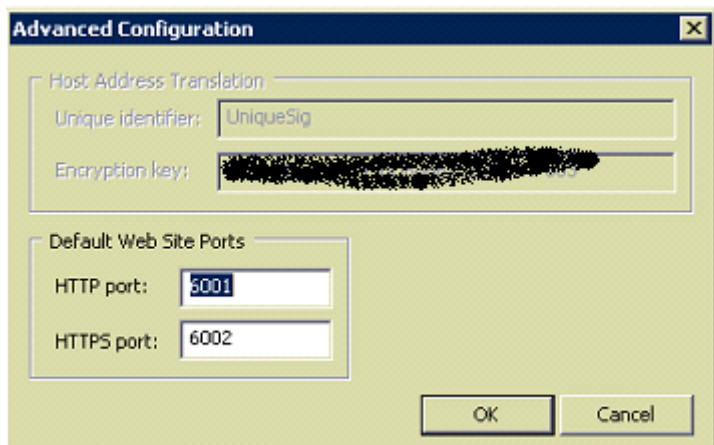 Advanced Configuration
Host Address Translation
Unique identifier: UniqueSig
Encryption key:
Default Web Site Ports
HTTP port: 6001
HTTPS port: 6002
OK Cancel